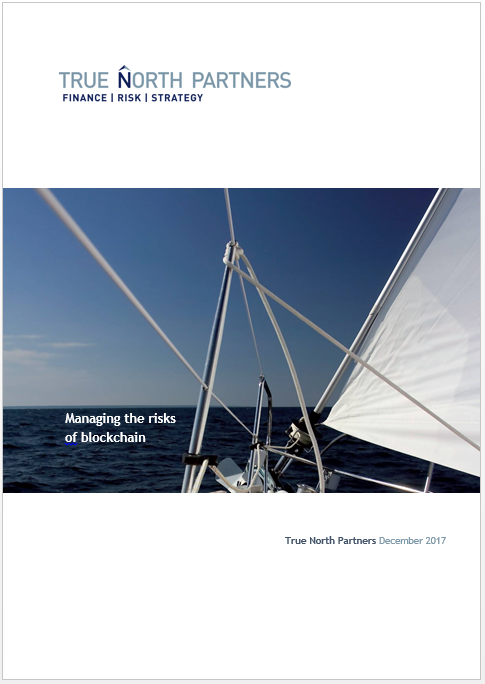 TRUE NORTH PARTNERS
FINANCE | RISK | STRATEGY
Managing the risks
of blockchain
True North Partners December 2017